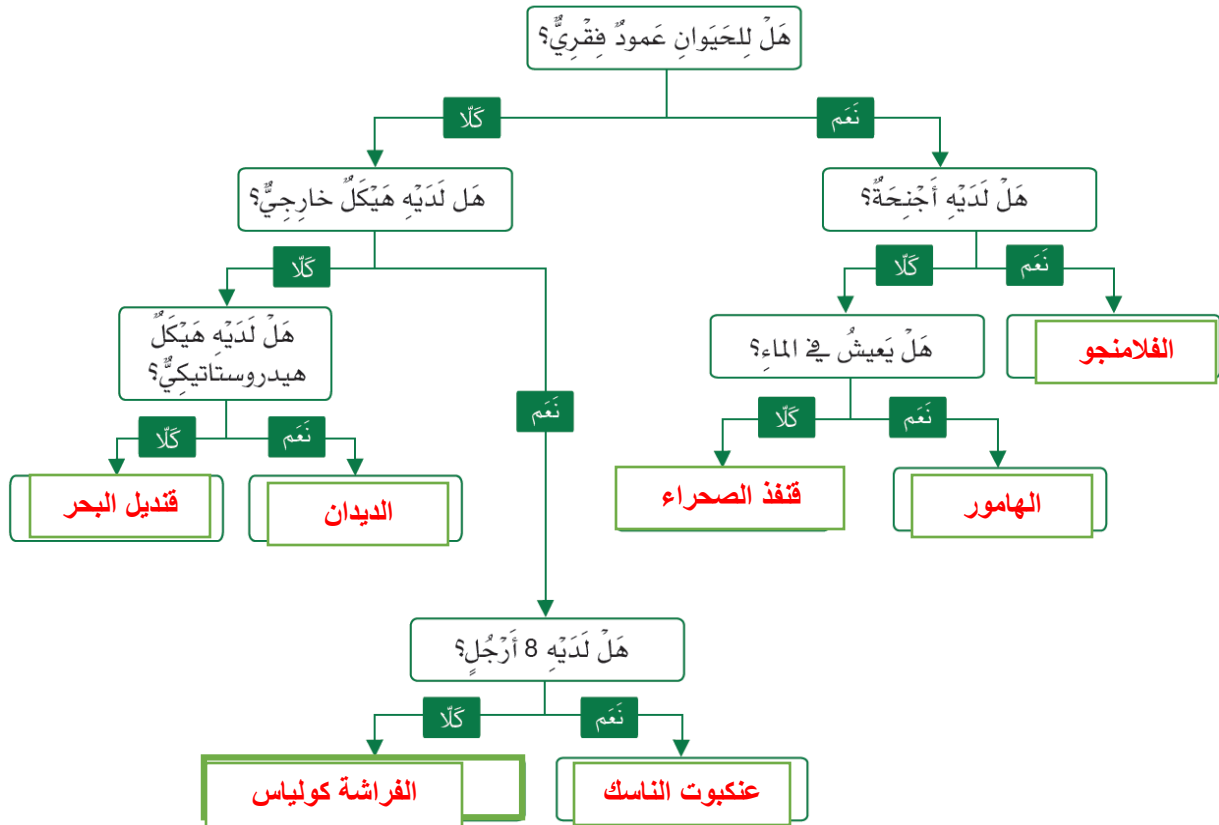 هَلْ لِلحَيَوانِ عَمودٌ فِقْرِيٌّ؟
نَعَم
كَلّا
هَلْ لَدَيْهِ أَجْنِحَةٌ؟
هَل لَدَيْهِ هَيْكَلٌ خارِجِيٌّ؟
نَعَم
كَلّا
كَلّا
الفلامنجو
هَلْ يَعيشُ في الماءِ؟
هَلْ لَدَيْهِ هَيْكَلٌ
هيدروستاتيكِيٌّ؟
نَعَم
كَلّا
نَعَم
نَعَم
كَلّا
الهامور
قنفذ الصحراء
الديدان
قنديل البحر
هَلْ لَدَيْهِ 8 أَرْجُلٍ؟
نَعَم
كَلّا
عنكبوت الناسك
الفراشة كولياس